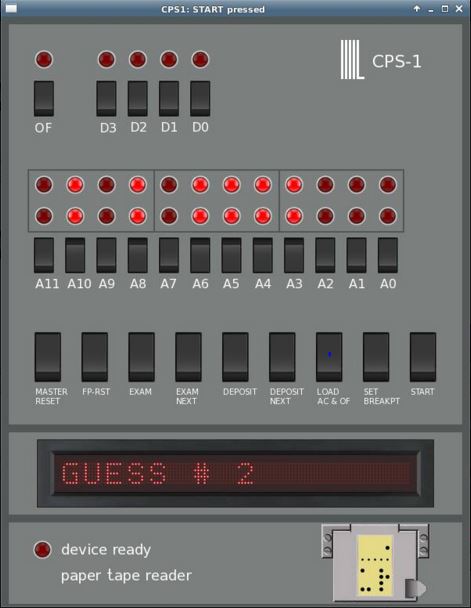 CPS1: START pressed
CPS-1
OF D3 D2 D1 D0
A11 A10 A9 A8 A7 A6 A5 A4 A3 A2 A1 A0
MASTER RESET FP-RST EXAM EXAM NEXT DEPOSIT DEPOSIT NEXT LOAD AC & OF SET BREAKPT START
GUESS # 2
device ready
paper tape reader